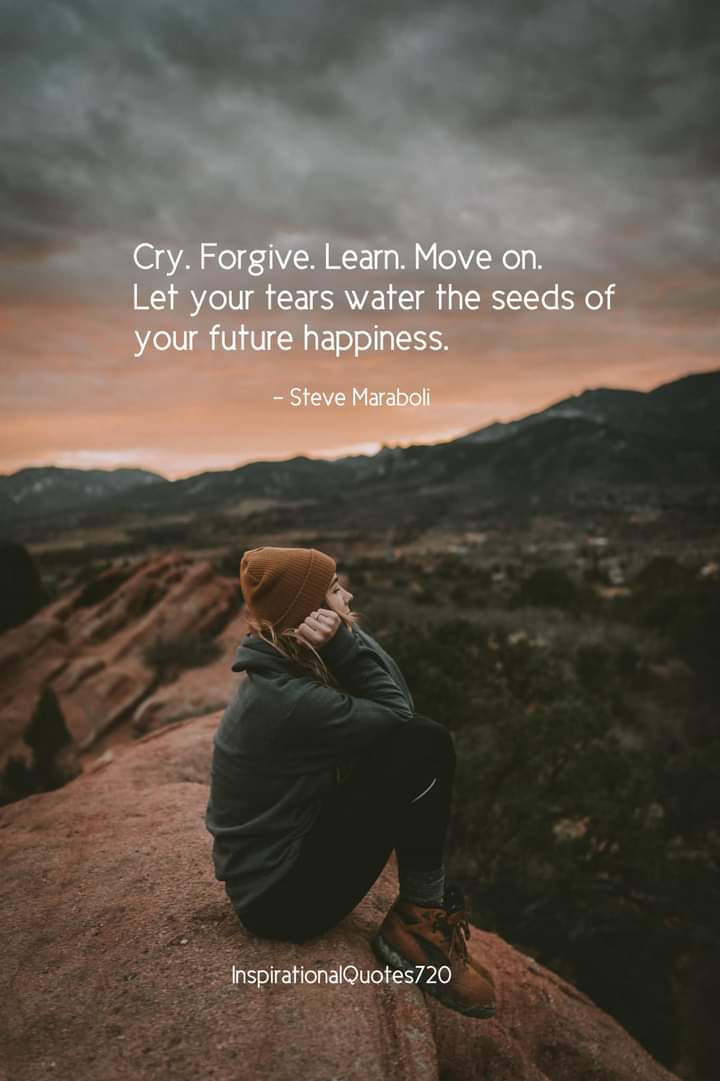 Cry. Forgive. Learn. Move on.
Let your tears water the seeds of
your future happiness.
- Steve Maraboli
InspirationalQuotes720